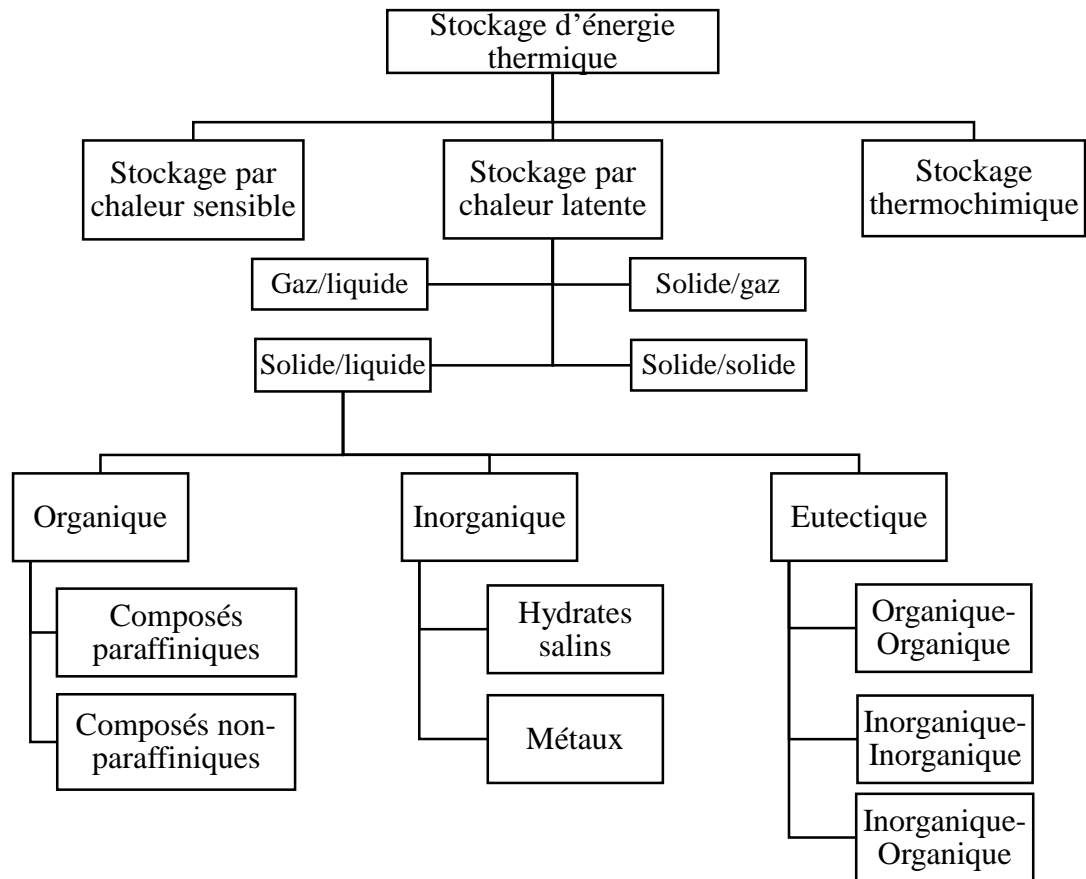 Stockage d’énergie
thermique
Stockage par
chaleur sensible
Stockage par
chaleur latente
Stockage
thermochimique
Gaz/liquide
Solide/gaz
Solide/liquide
Solide/solide
Organique
Inorganique
Eutectique
Composés
paraffiniques
Composés non-
paraffiniques
Hydrates
salins
Métaux
Organique-
Organique
Inorganique-
Inorganique
Inorganique-
Organique